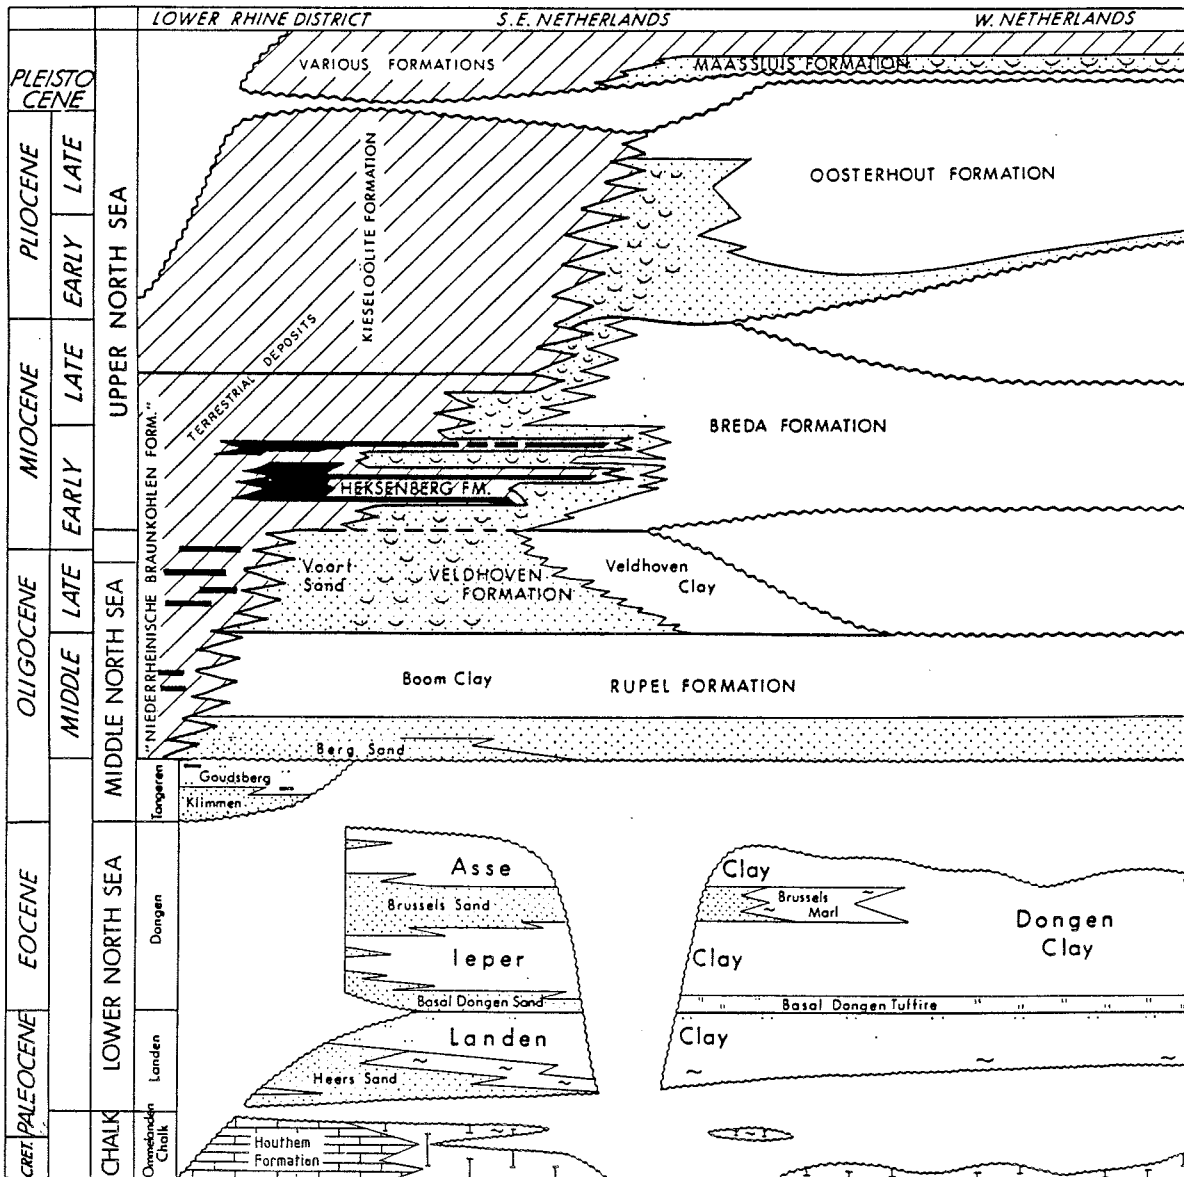 LOWER RHINE DISTRICT
S.E. NETHERLANDS
W. NETHERLANDS
PLEISTO
CENE
PLIOCENE
LATE
EARLY
MIOCENE
LATE
EARLY
OLIGOCENE
LATE
MIDDLE
EOCENE
PALEOCENE
CRET.
UPPER NORTH SEA
MIDDLE NORTH SEA
LOWER NORTH SEA
CHALK
"NIEDERRHEINISCHE BRAUNKOHLEN FORM."
Tongeren
Dongen
Landen
Ommelanden
Chalk
VARIOUS FORMATIONS
MAASSLUIS FORMATION
KIESELOOLITE FORMATION
OOSTERHOUT FORMATION
TERRESTRIAL DEPOSITS
BREDA FORMATION
HEKSENBERG FM.
Voort
Sand
VELDHOVEN
FORMATION
Veldhoven
Clay
Boom Clay
RUPEL FORMATION
Berg Sand
Goudsberg
Klimmen
Asse
Clay
Brussels Sand
Brussels
Marl
Dongen
Clay
Ieper
Clay
Basal Dongen Sand
Basal Dongen Tuffire
Landen
Clay
Heers Sand
Houthem
Formation